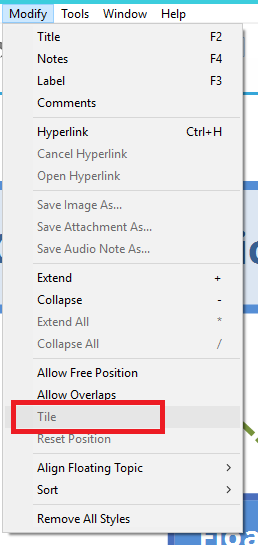 Modify Tools Window Help
Title F2
Notes F4
Label F3
Comments
Hyperlink Ctrl+H
Cancel Hyperlink
Open Hyperlink
Save Image As...
Save Attachment As...
Save Audio Note As...
Extend +
Collapse -
Extend All *
Collapse All /
Allow Free Position
Allow Overlaps
Tile
Reset Position
Align Floating Topic
Sort
Remove All Styles